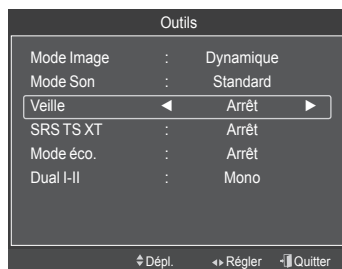 Outils
Mode Image : Dynamique
Mode Son : Standard
Veille ◄ Arrêt ►
SRS TS XT : Arrêt
Mode éco. : Arrêt
Dual I-II : Mono
Dépl. Régler Quitter